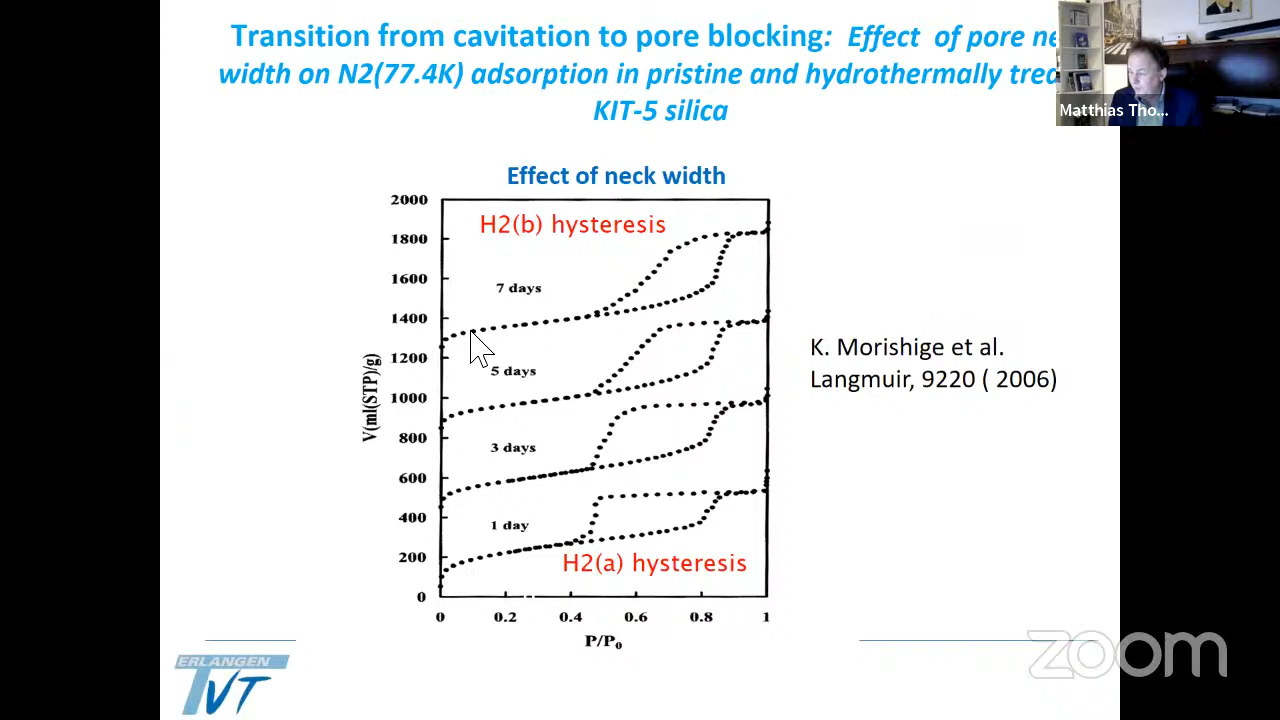 Transition from cavitation to pore blocking: Effect of pore ne
width on N2(77.4K) adsorption in pristine and hydrothermally trea
KIT-5 silica
Matthias Tho...
Effect of neck width
2000
1800
1600
1400
1200
1000
800
600
400
200
0
V(ml(STP)/g)
H2(b) hysteresis
7 days
5 days
3 days
1 day
H2(a) hysteresis
0 0.2 0.4 0.6 0.8 1
P/P₀
K. Morishige et al.
Langmuir, 9220 ( 2006)
ERLANGEN
TVT
zoom